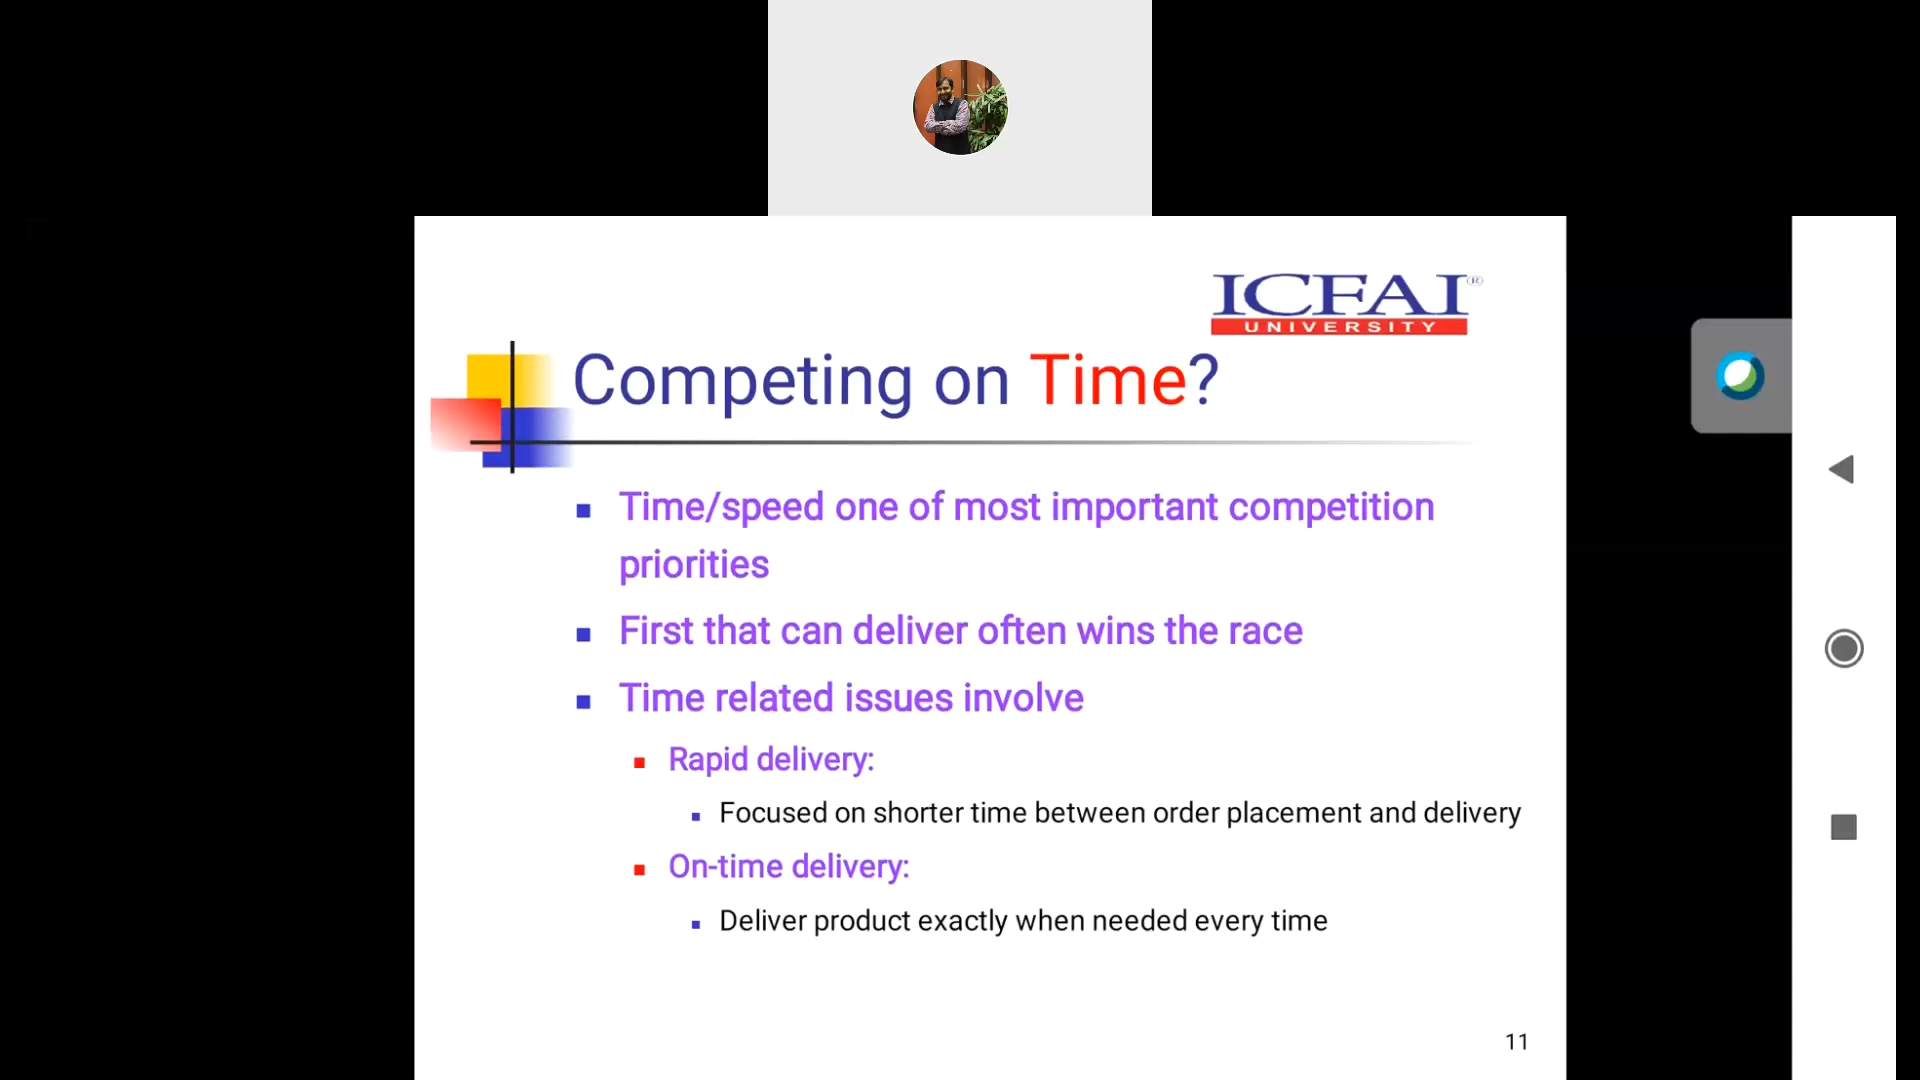 ICFAI®
UNIVERSITY
Competing on Time?
Time/speed one of most important competition
priorities
First that can deliver often wins the race
Time related issues involve
Rapid delivery:
Focused on shorter time between order placement and delivery
On-time delivery:
Deliver product exactly when needed every time
11